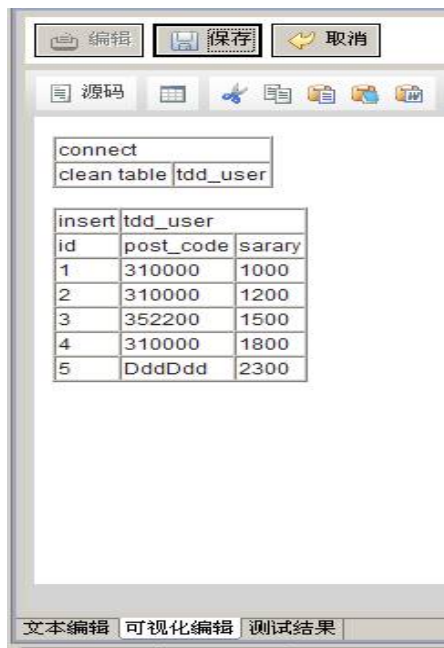 编辑 保存 取消
源码
connect
clean table tdd_user
insert tdd_user
id post_code sarary
1 310000 1000
2 310000 1200
3 352200 1500
4 310000 1800
5 DddDdd 2300
文本编辑 可视化编辑 测试结果